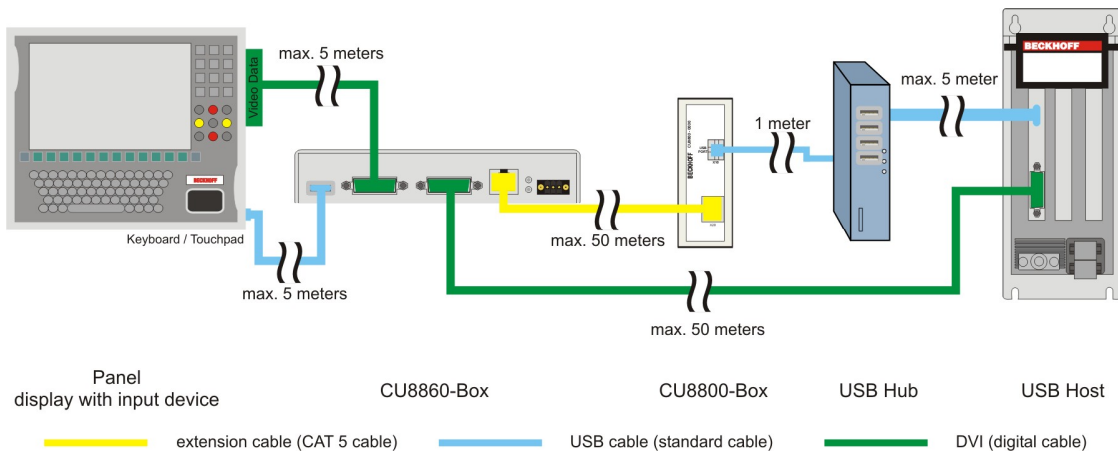 BECKHOFF
max. 5 meters
Video Data
max. 5 meter
1 meter
USB
PORT
BECKHOFF
BECKHOFF
Keyboard / Touchpad
max. 50 meters
max. 5 meters
max. 50 meters
Panel
display with input device
CU8860-Box
CU8800-Box
USB Hub
USB Host
extension cable (CAT 5 cable)
USB cable (standard cable)
DVI (digital cable)